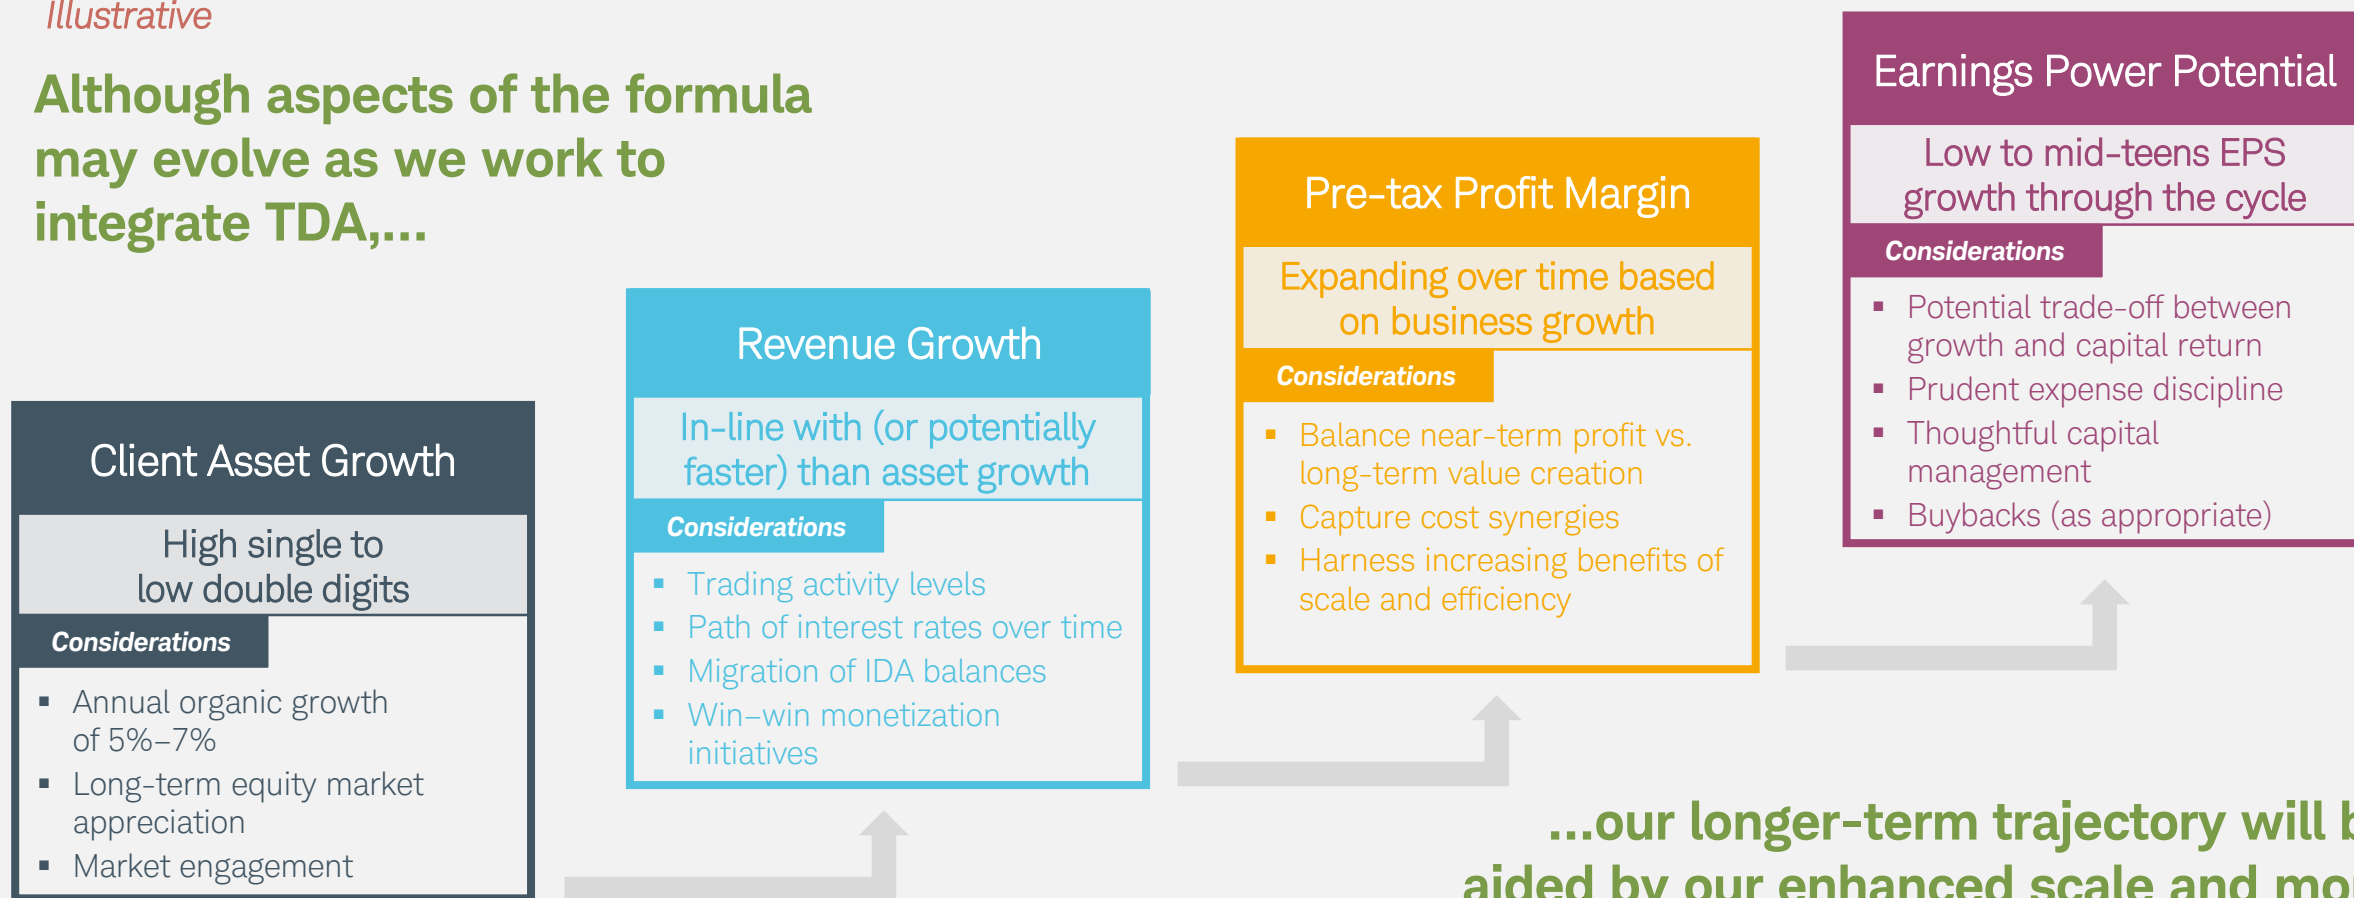 Illustrative
Although aspects of the formula
may evolve as we work to
integrate TDA,...
Client Asset Growth
High single to
low double digits
Considerations
▪ Annual organic growth
of 5%–7%
▪ Long-term equity market
appreciation
▪ Market engagement
Revenue Growth
In-line with (or potentially
faster) than asset growth
Considerations
▪ Trading activity levels
▪ Path of interest rates over time
▪ Migration of IDA balances
▪ Win–win monetization
initiatives
Pre-tax Profit Margin
Expanding over time based
on business growth
Considerations
▪ Balance near-term profit vs.
long-term value creation
▪ Capture cost synergies
▪ Harness increasing benefits of
scale and efficiency
Earnings Power Potential
Low to mid-teens EPS
growth through the cycle
Considerations
▪ Potential trade-off between
growth and capital return
▪ Prudent expense discipline
▪ Thoughtful capital
management
▪ Buybacks (as appropriate)
...our longer-term trajectory will
aided by our enhanced scale and